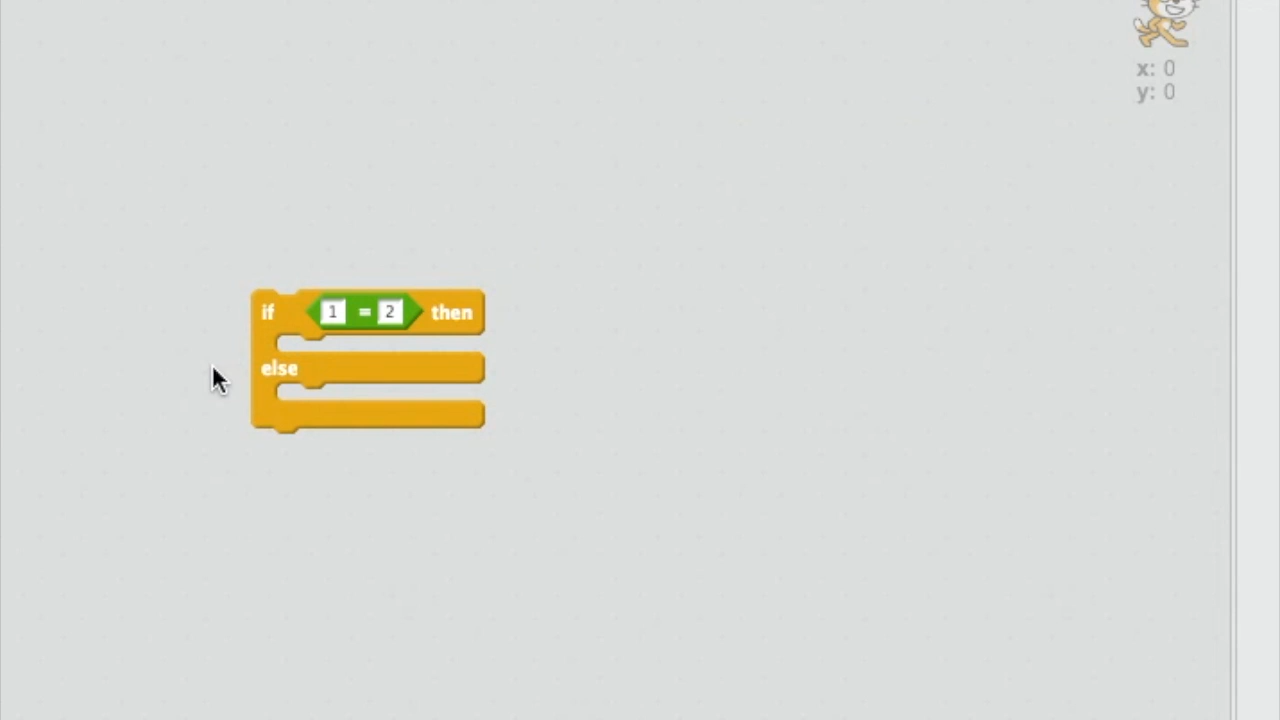 x: 0
y: 0
if 1 = 2 then
else